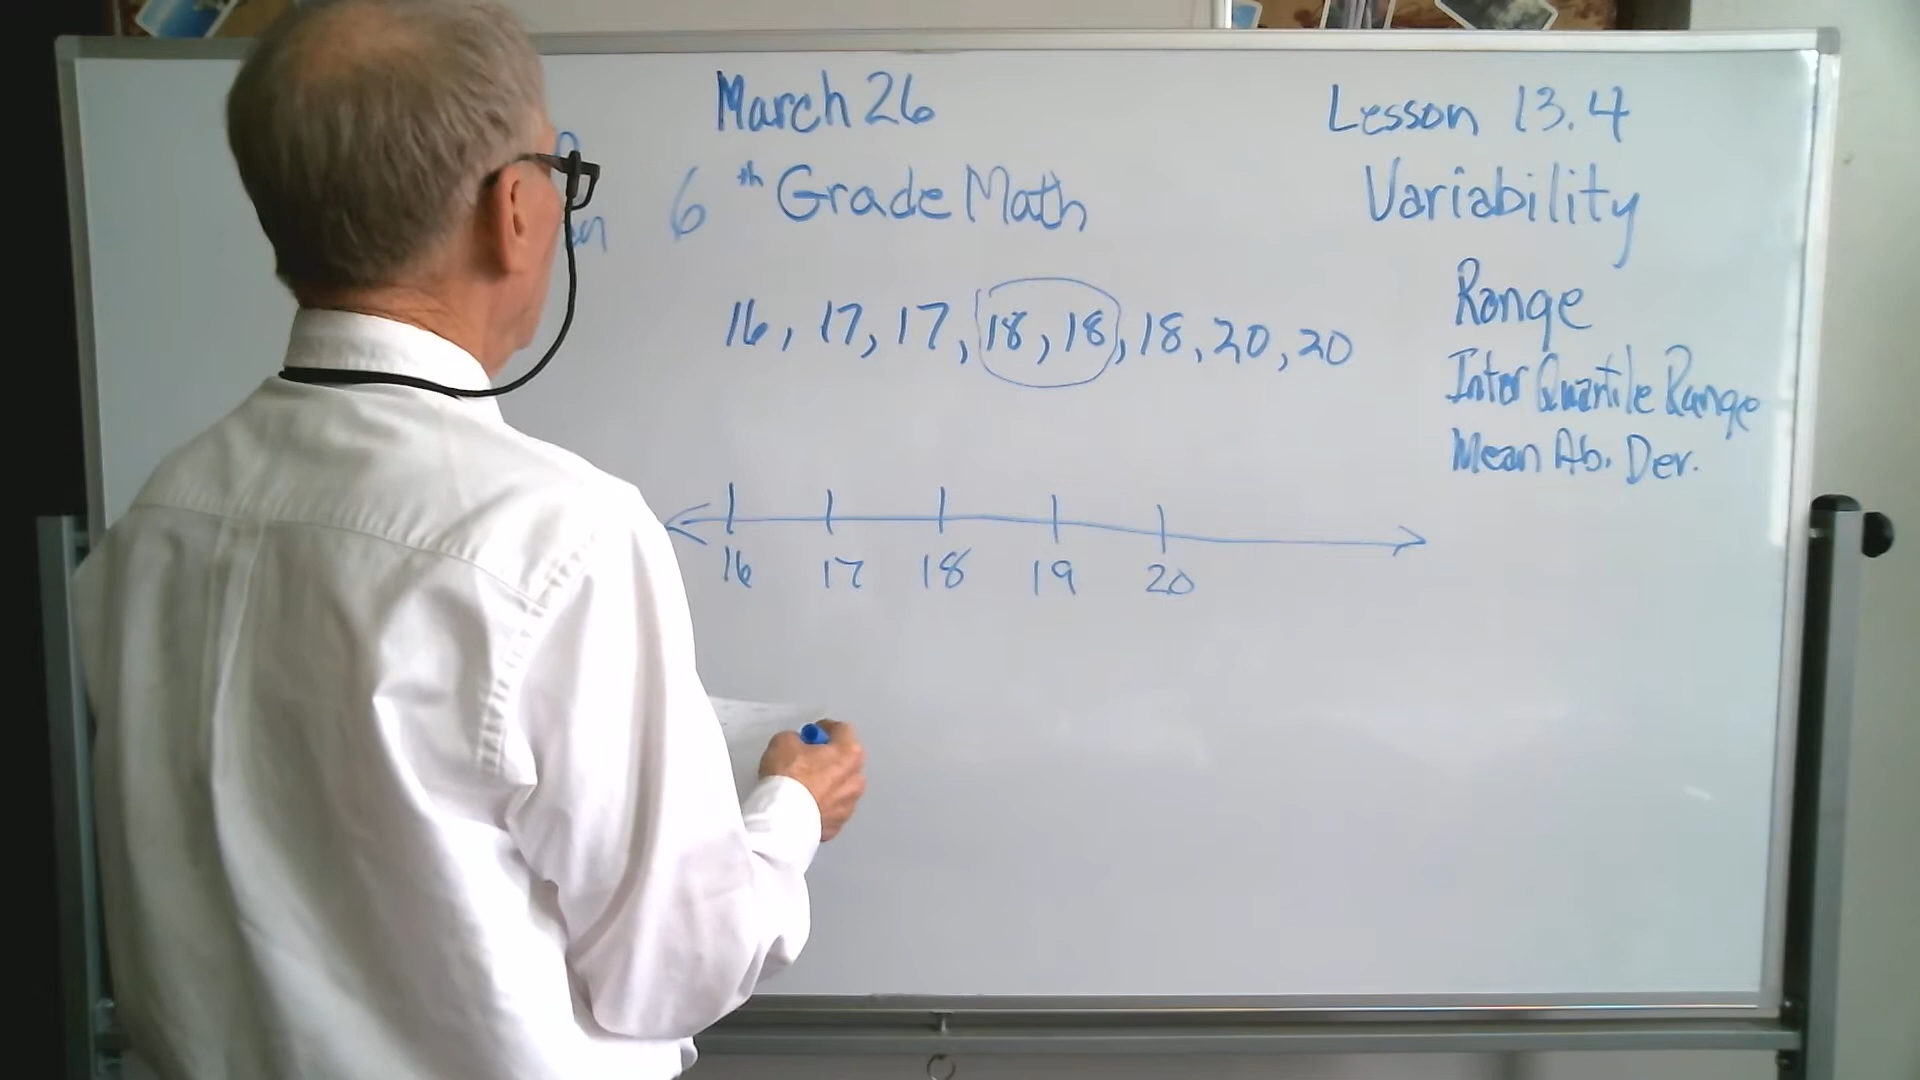 March 26
6th Grade Math
Lesson 13.4
Variability
Range
Inter Quantile Range
Mean Ab. Dev.
16, 17, 17, 18, 18, 18, 20, 20
16 17 18 19 20